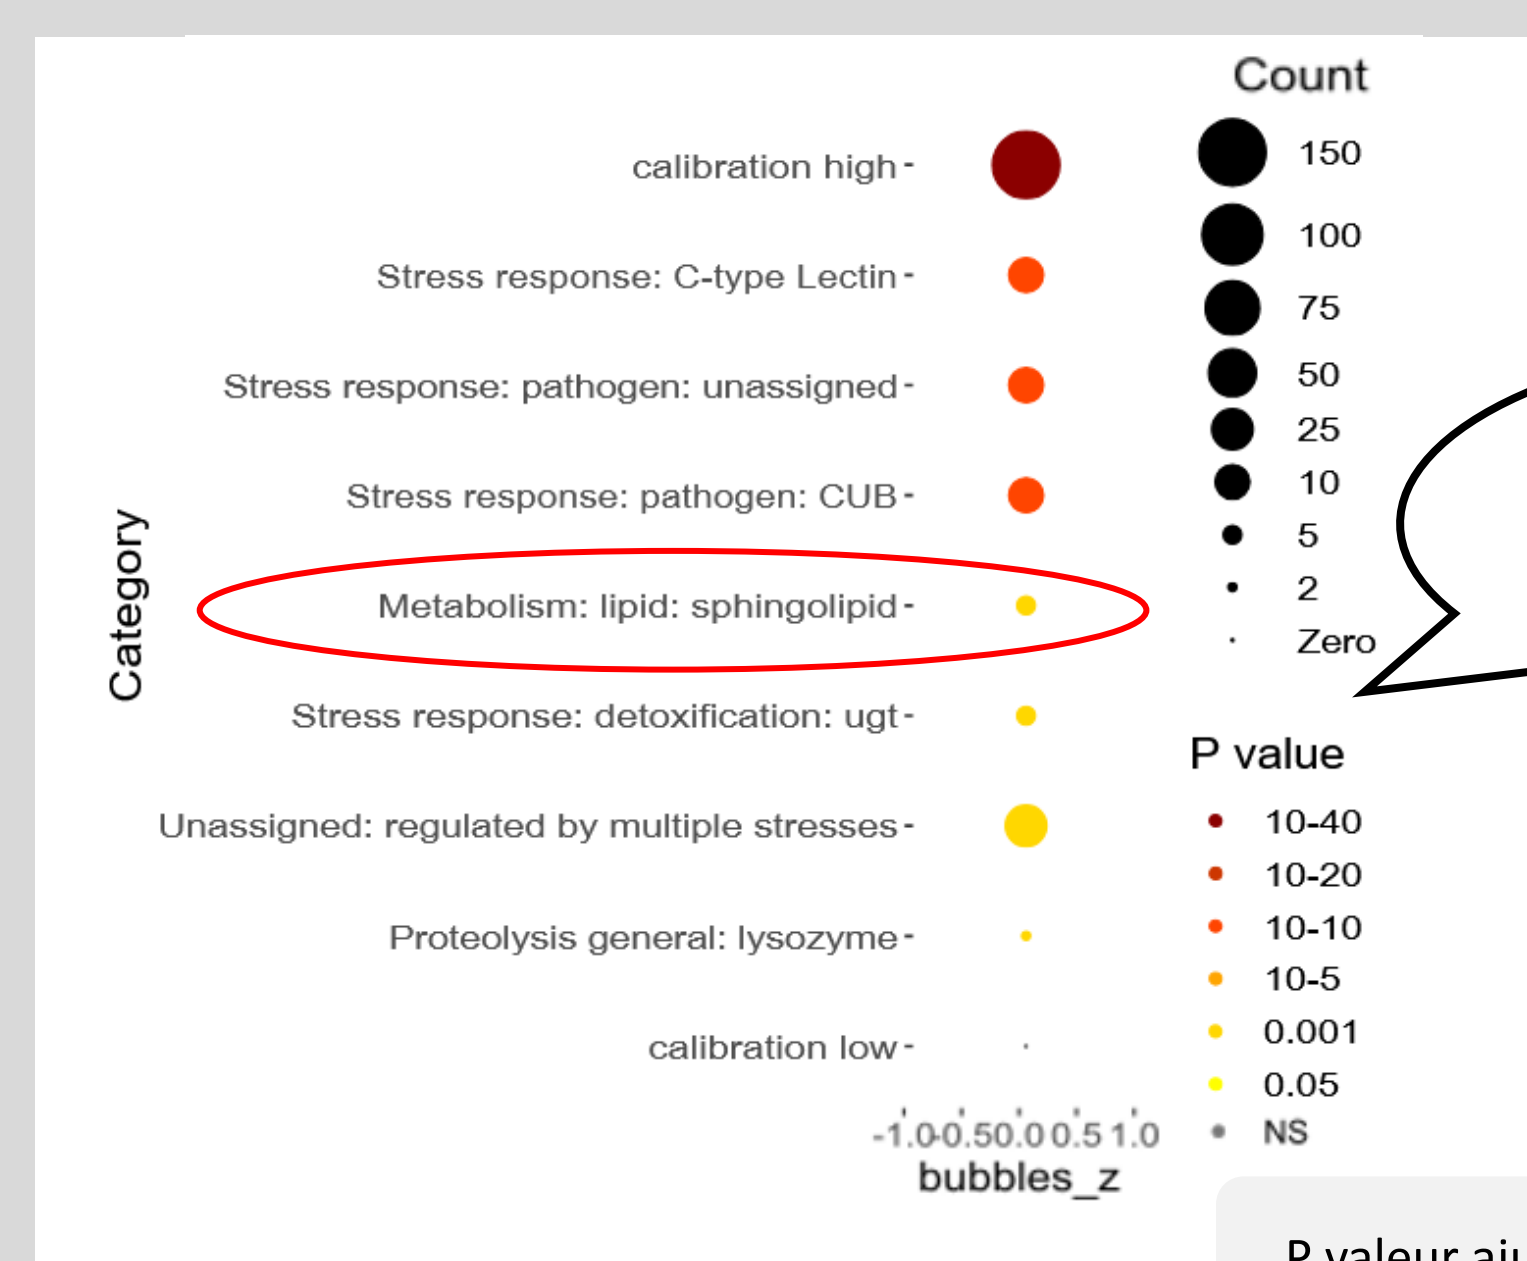 Count
150
100
75
50
25
10
5
2
Zero
Category
calibration high
Stress response: C-type Lectin
Stress response: pathogen: unassigned
Stress response: pathogen: CUB
Metabolism: lipid: sphingolipid
Stress response: detoxification: ugt
Unassigned: regulated by multiple stresses
Proteolysis general: lysozyme
calibration low
-1.0 -0.5 0.0 0.5 1.0
bubbles_z
P value
10-40
10-20
10-10
10-5
0.001
0.05
NS
P valeur